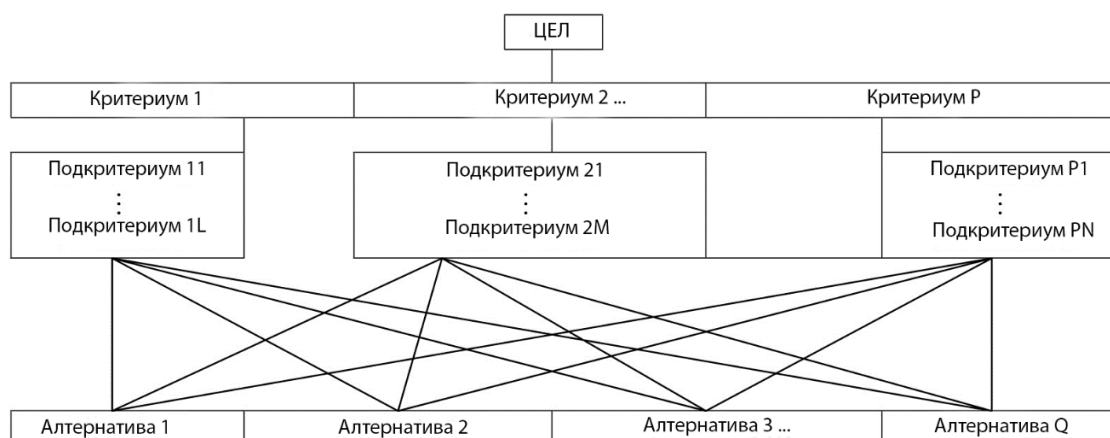 ЦЕЛ
Критериум 1
Критериум 2 ...
Критериум P
Подкритериум 11
⋮
Подкритериум 1L
Подкритериум 21
⋮
Подкритериум 2M
Подкритериум P1
⋮
Подкритериум PN
Алтернатива 1
Алтернатива 2
Алтернатива 3 ...
Алтернатива Q